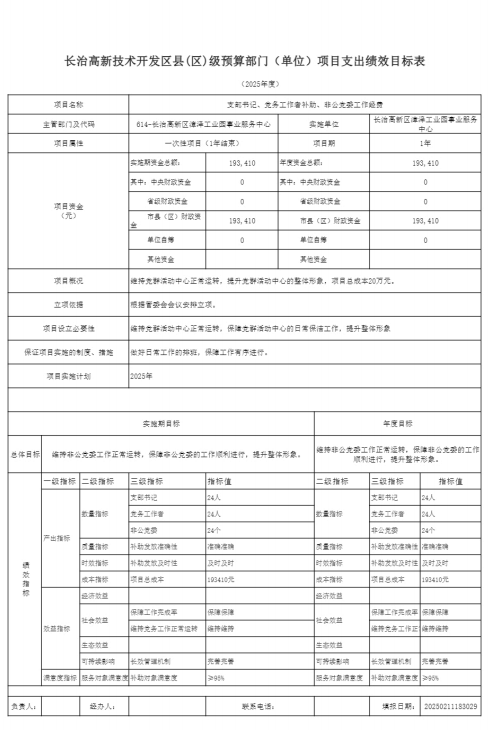 长治高新技术开发区县(区)级预算部门（单位）项目支出绩效目标表
（2025年度）
项目名称 支部书记、党务工作者补助、非公党委工作经费
主管部门及代码 614-长治高新区漳泽工业园事业服务中心 实施单位 长治高新区漳泽工业园事业服务中心
项目属性 一次性项目（1年结束） 项目期 1年
项目资金（元） 实施期资金总额： 193,410 年度资金总额： 193,410
其中：中央财政资金 0 其中：中央财政资金 0
省级财政资金 0 省级财政资金 0
市县（区）财政资金 193,410 市县（区）财政资金 193,410
单位自筹 0 单位自筹 0
其他资金 其他资金
项目概况 维持党群活动中心正常运转，提升党群活动中心的整体形象，项目总成本20万元。
立项依据 根据管委会会议安排立项。
项目设立必要性 维持党群活动中心正常运转，保障党群活动中心的日常保洁工作，提升整体形象
保证项目实施的制度、措施 做好日常工作的排班，保障工作有序进行。
项目实施计划 2025年
实施期目标 年度目标
总体目标 维持非公党委工作正常运转，保障非公党委的工作顺利进行，提升整体形象。 维持非公党委工作正常运转，保障非公党委的工作顺利进行，提升整体形象。
绩效指标 一级指标 二级指标 三级指标 指标值 二级指标 三级指标 指标值
产出指标 数量指标 支部书记 24人 数量指标 支部书记 24人
党务工作者 24人 党务工作者 24人
非公党委 24个 非公党委 24个
质量指标 补助发放准确性 准确准确 质量指标 补助发放准确性 准确准确
时效指标 补助发放及时性 及时及时 时效指标 补助发放及时性 及时及时
成本指标 项目总成本 193410元 成本指标 项目总成本 193410元
效益指标 经济效益 经济效益
社会效益 保障工作完成率 保障保障 社会效益 保障工作完成率 保障保障
维持党务工作正常运转 维持维持 维持党务工作正 维持维持
生态效益 生态效益
可持续影响 长效管理机制 完善完善 可持续影响 长效管理机制 完善完善
满意度指标 服务对象满意度 补助对象满意度 ≥95% 服务对象满意度 补助对象满意度 ≥95%
负责人： 经办人： 联系电话： 填报日期： 20250211183029